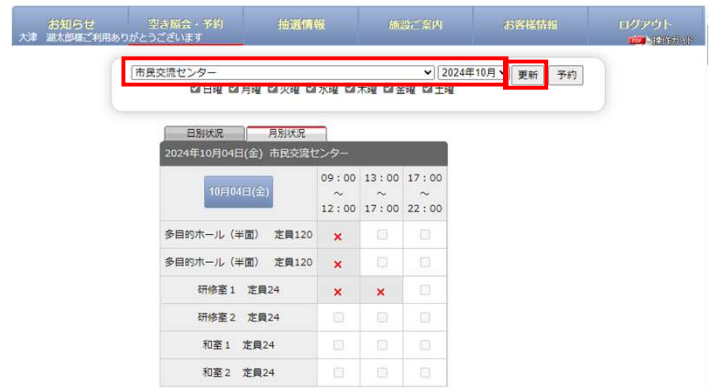 お知らせ 空き照会・予約 抽選情報 施設ご案内 お客様情報 ログアウト
大津 湖太郎様ご利用ありがとうございます
PDF 操作ガイド
市民交流センター 2024年10月 更新 予約
日曜 月曜 火曜 水曜 木曜 金曜 土曜
日別状況 月別状況
2024年10月04日(金) 市民交流センター
10月04日(金)
09:00 13:00 17:00
～ ～ ～
12:00 17:00 22:00
多目的ホール（半面） 定員120
多目的ホール（半面） 定員120
研修室1 定員24
研修室2 定員24
和室1 定員24
和室2 定員24